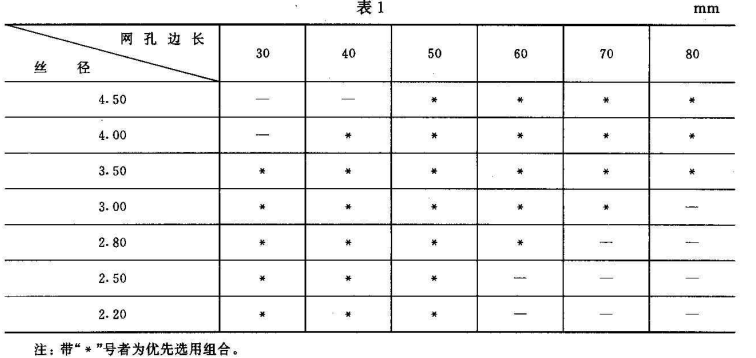 表1 mm
网孔边长 30 40 50 60 70 80
丝径
4.50 — — * * * *
4.00 — * * * * *
3.50 * * * * * *
3.00 * * * * * —
2.80 * * * * — —
2.50 * * * — — —
2.20 * * * — — —
注：带“*”号者为优先选用组合。